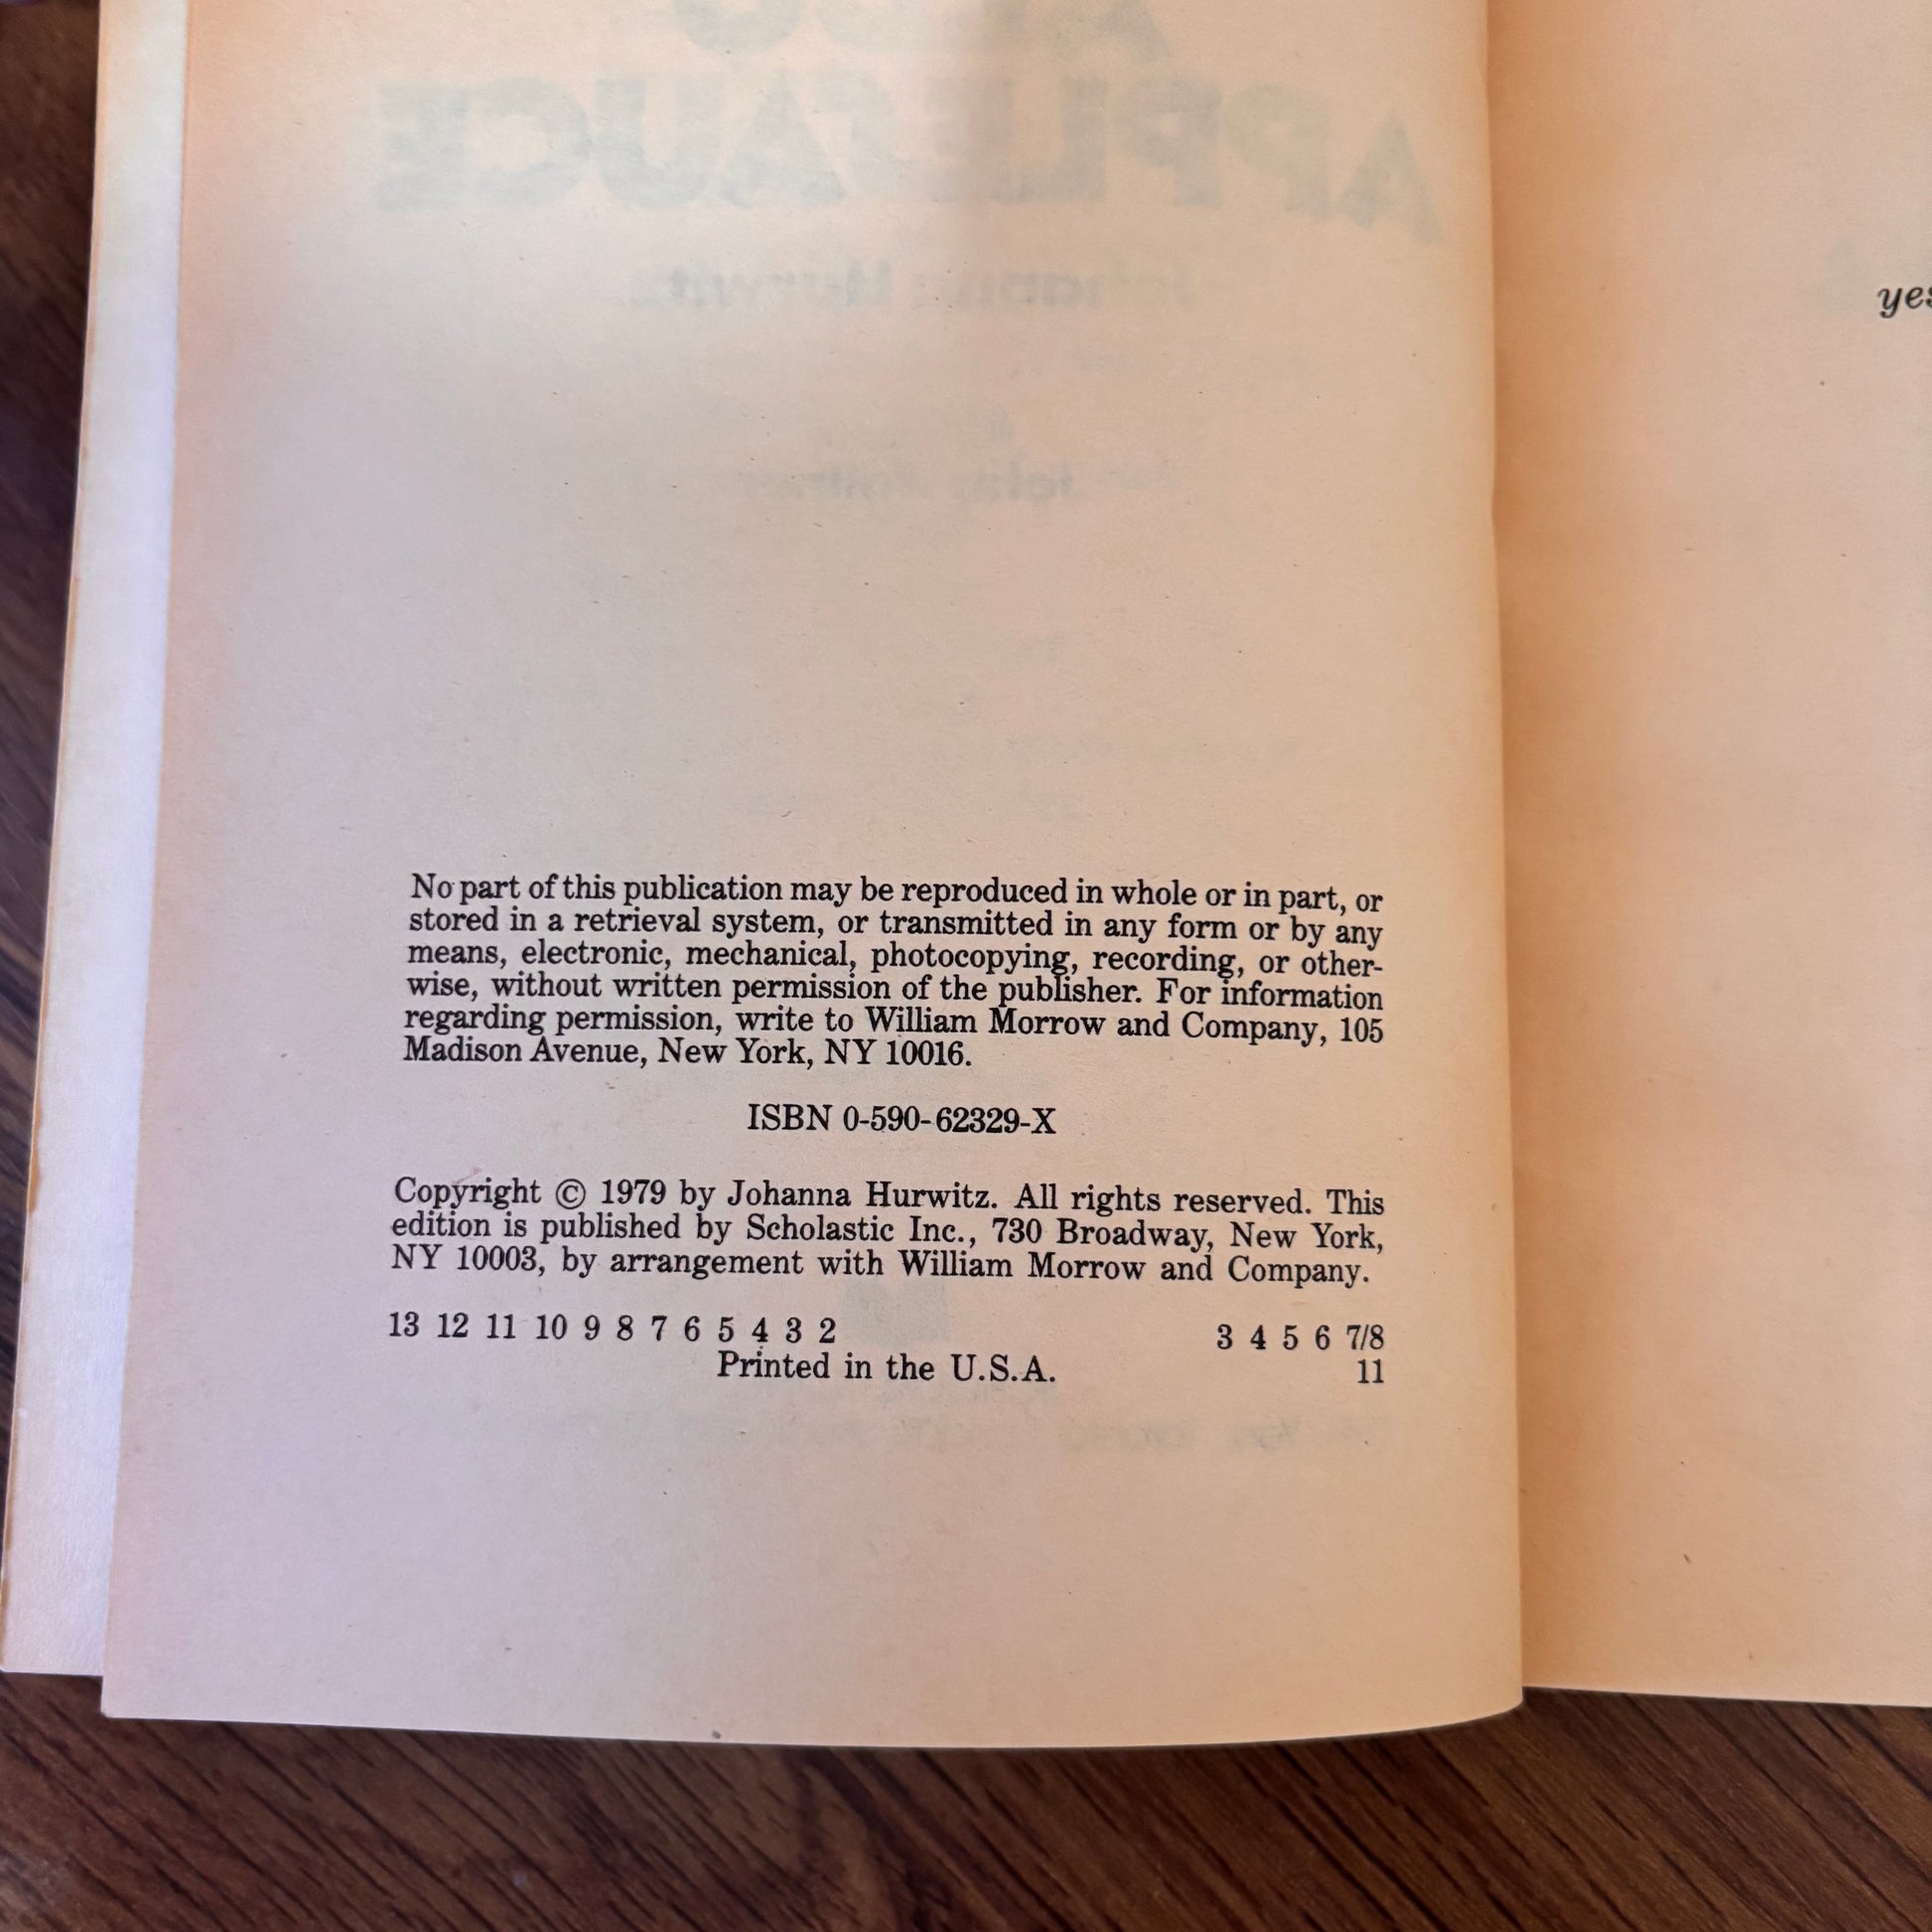 No part of this publication may be reproduced in whole or in part, or
stored in a retrieval system, or transmitted in any form or by any
means, electronic, mechanical, photocopying, recording, or other-
wise, without written permission of the publisher. For information
regarding permission, write to William Morrow and Company, 105
Madison Avenue, New York, NY 10016.
ISBN 0-590-62329-X
Copyright © 1979 by Johanna Hurwitz. All rights reserved. This
edition is published by Scholastic Inc., 730 Broadway, New York,
NY 10003, by arrangement with William Morrow and Company.
13 12 11 10 9 8 7 6 5 4 3 2 3 4 5 6 7/8
Printed in the U.S.A. 11